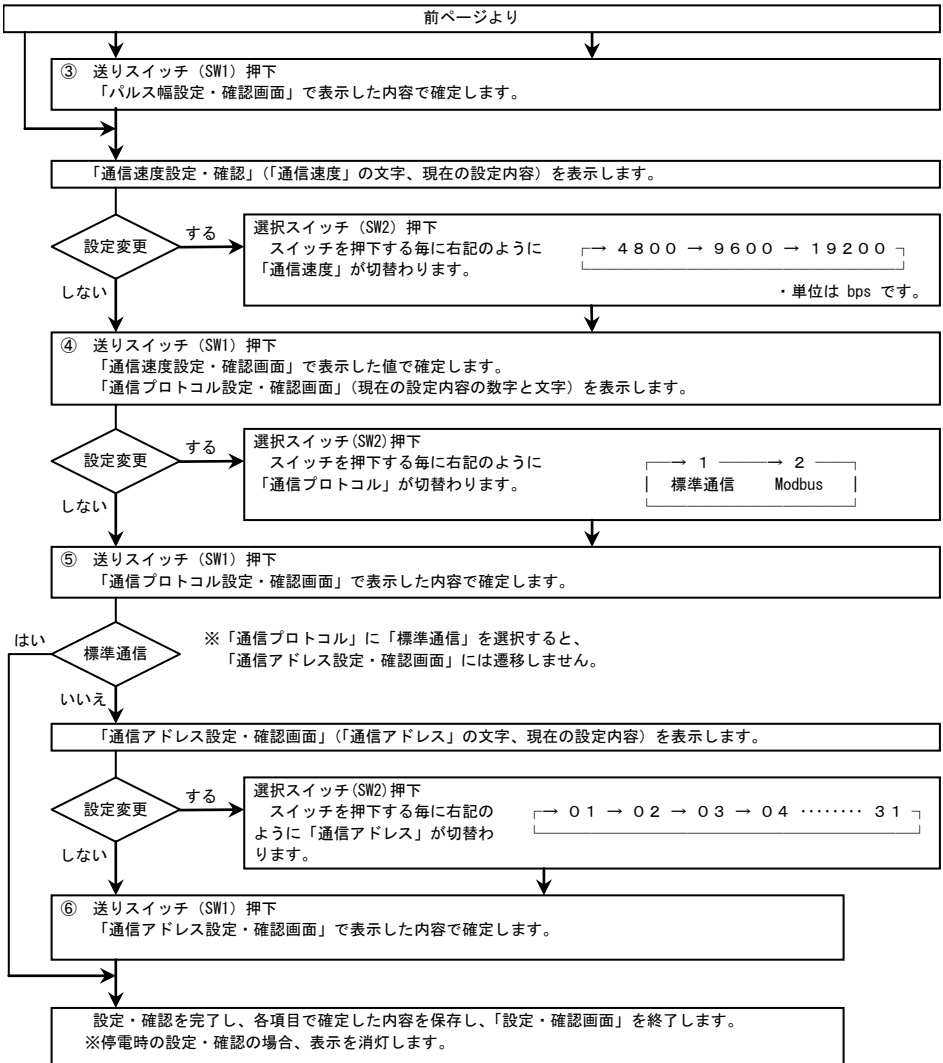 前ページより
③ 送りスイッチ (SW1) 押下
「パルス幅設定・確認画面」で表示した内容で確定します。
「通信速度設定・確認」(「通信速度」の文字、現在の設定内容) を表示します。
設定変更
する
しない
選択スイッチ (SW2) 押下
スイッチを押下する毎に右記のように
「通信速度」が切替わります。
→ 4800 → 9600 → 19200
・単位は bps です。
④ 送りスイッチ (SW1) 押下
「通信速度設定・確認画面」で表示した値で確定します。
「通信プロトコル設定・確認画面」(現在の設定内容の数字と文字) を表示します。
設定変更
する
しない
選択スイッチ(SW2)押下
スイッチを押下する毎に右記のように
「通信プロトコル」が切替わります。
→ 1 → 2
標準通信 Modbus
⑤ 送りスイッチ (SW1) 押下
「通信プロトコル設定・確認画面」で表示した内容で確定します。
はい
標準通信
いいえ
※「通信プロトコル」に「標準通信」を選択すると、
「通信アドレス設定・確認画面」には遷移しません。
「通信アドレス設定・確認画面」(「通信アドレス」の文字、現在の設定内容) を表示します。
設定変更
する
しない
選択スイッチ(SW2)押下
スイッチを押下する毎に右記の
ように「通信アドレス」が切替わ
ります。
→ 01 → 02 → 03 → 04 ‥‥‥‥ 31
⑥ 送りスイッチ (SW1) 押下
「通信アドレス設定・確認画面」で表示した内容で確定します。
設定・確認を完了し、各項目で確定した内容を保存し、「設定・確認画面」を終了します。
※停電時の設定・確認の場合、表示を消灯します。